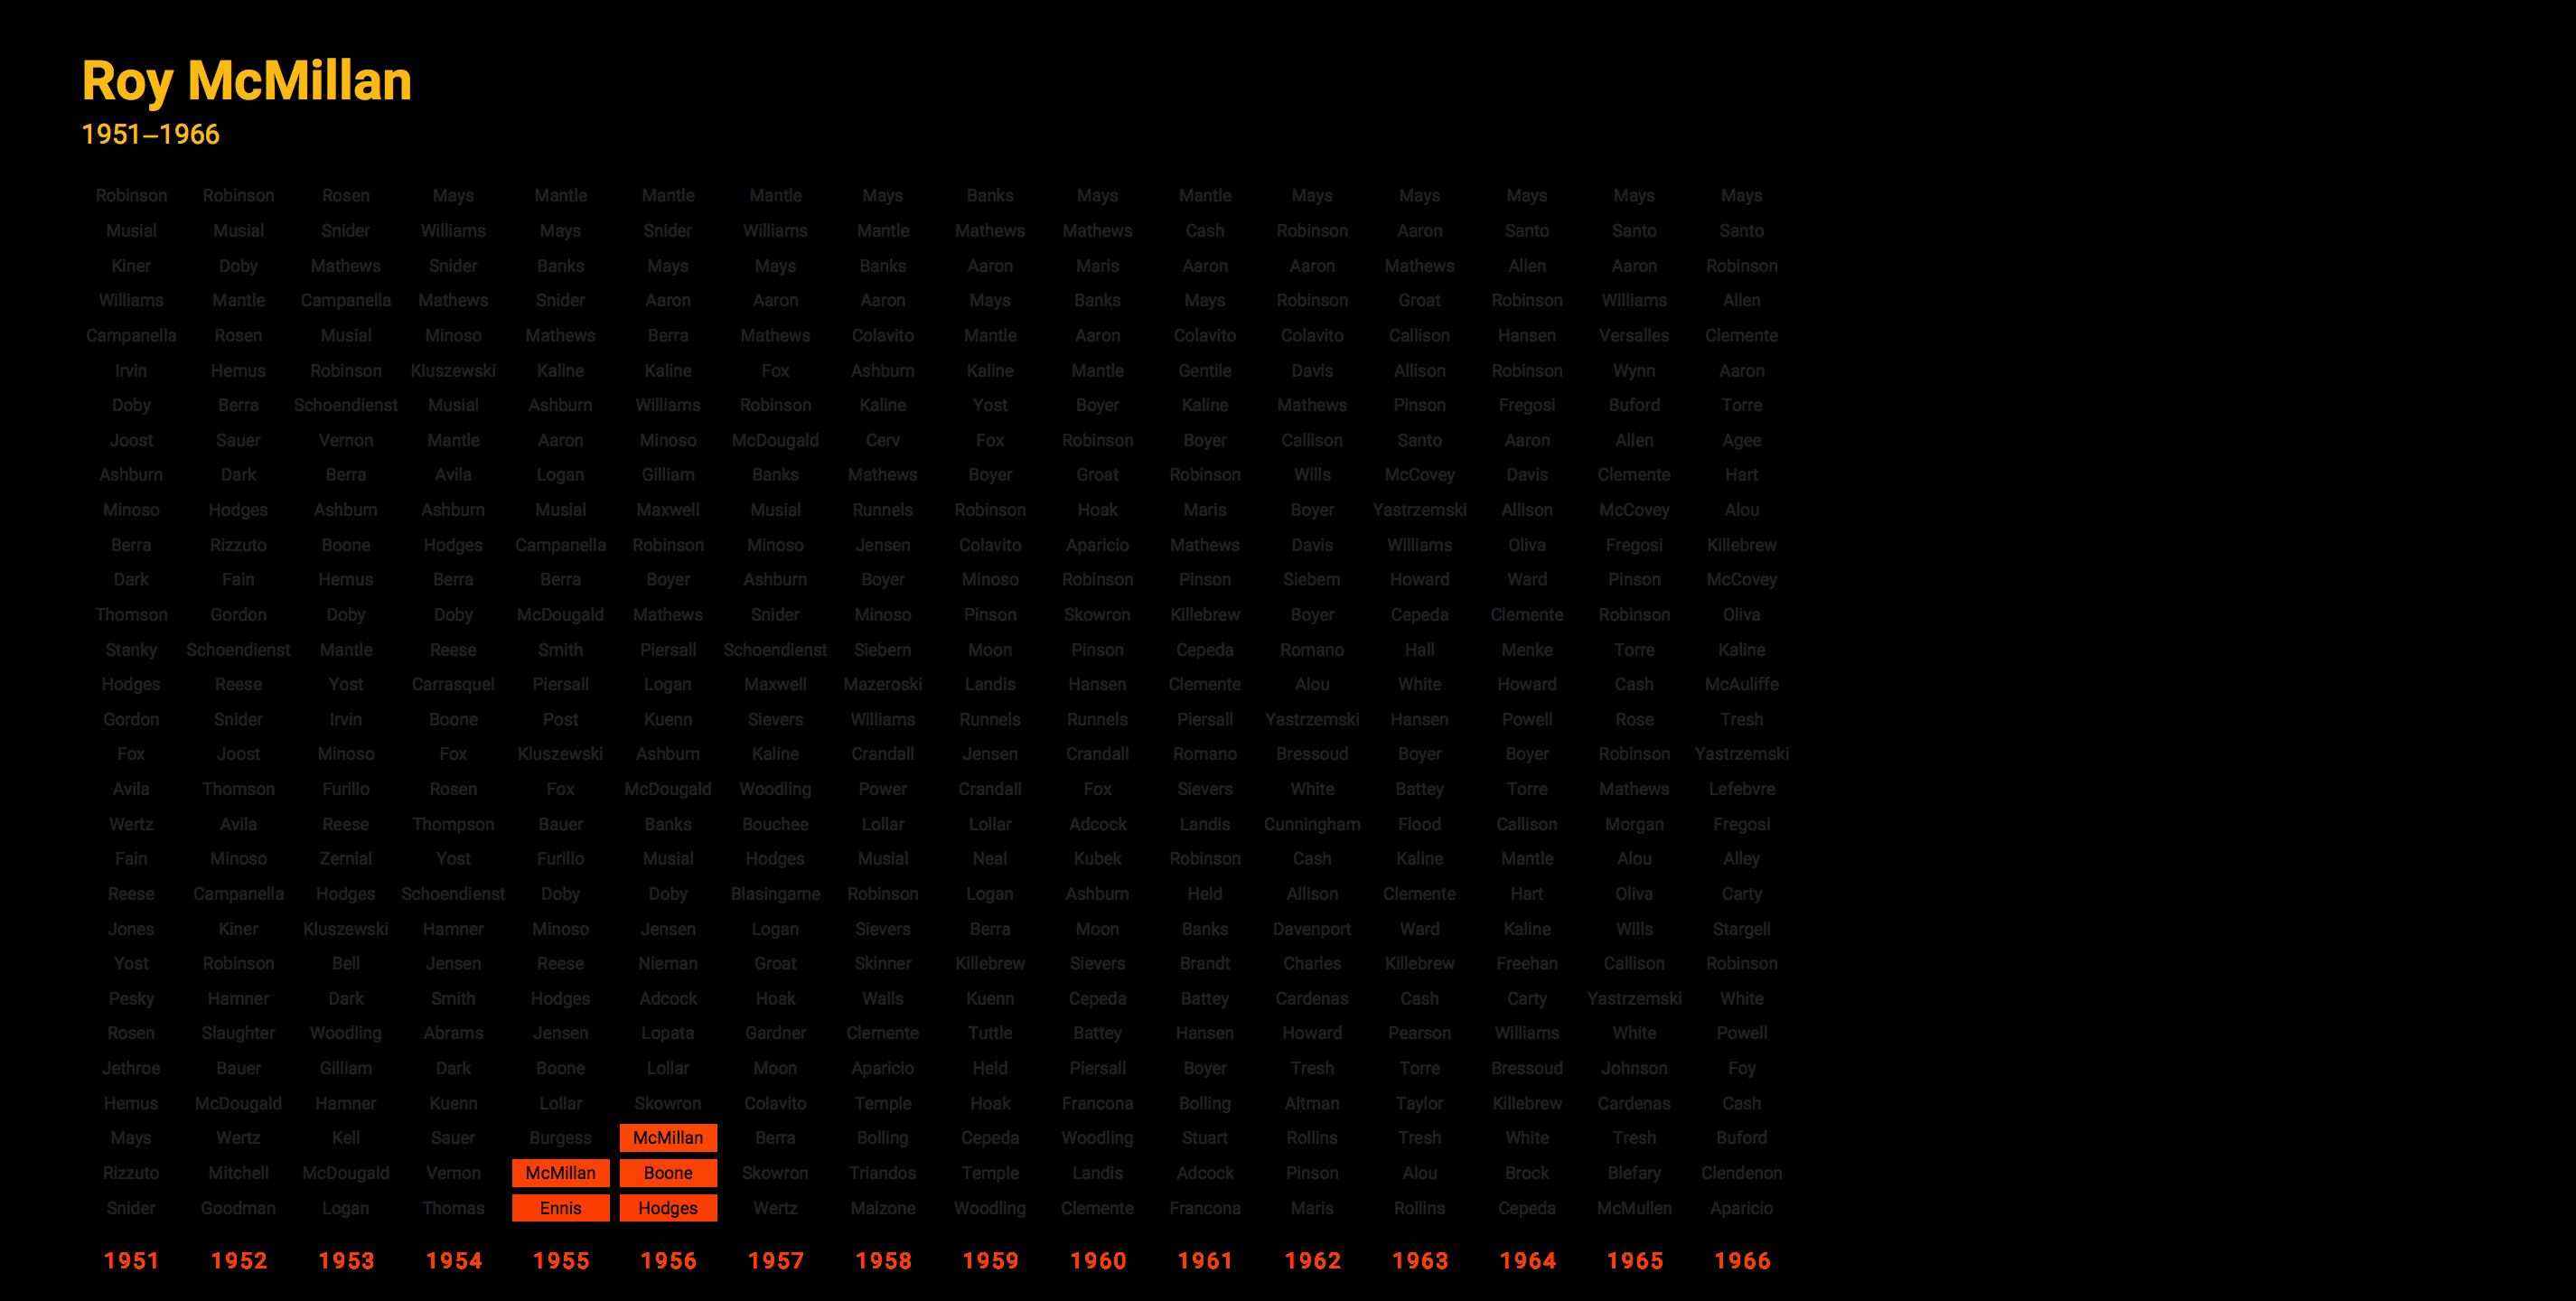 Roy McMillan
1951–1966
Robinson Robinson Rosen Mays Mantle Mantle Mantle Mays Banks Mays Mantle Mays Mays Mays Mays Mays
Musial Musial Snider Williams Mays Snider Williams Mantle Mathews Mathews Cash Robinson Aaron Santo Santo Santo
Kiner Doby Mathews Snider Banks Mays Mays Banks Aaron Maris Aaron Aaron Mathews Allen Aaron Robinson
Williams Mantle Campanella Mathews Snider Aaron Aaron Aaron Mays Banks Mays Robinson Groat Robinson Williams Allen
Campanella Rosen Musial Minoso Mathews Berra Mathews Colavito Mantle Aaron Colavito Colavito Callison Hansen Versalles Clemente
Irvin Hemus Robinson Kluszewski Kaline Kaline Fox Ashburn Kaline Mantle Gentile Davis Allison Robinson Wynn Aaron
Doby Berra Schoendienst Musial Ashburn Williams Robinson Kaline Yost Boyer Kaline Mathews Pinson Fregosi Buford Torre
Joost Sauer Vernon Mantle Aaron Minoso McDougald Cerv Fox Robinson Boyer Callison Santo Aaron Allen Agee
Ashburn Dark Berra Avila Logan Gilliam Banks Mathews Boyer Groat Robinson Wills McCovey Davis Clemente Hart
Minoso Hodges Ashburn Ashburn Musial Maxwell Musial Runnels Robinson Hoak Maris Boyer Yastrzemski Allison McCovey Alou
Berra Rizzuto Boone Hodges Campanella Robinson Minoso Jensen Colavito Aparicio Mathews Davis Williams Oliva Fregosi Killebrew
Dark Fain Hemus Berra Berra Boyer Ashburn Boyer Minoso Robinson Pinson Siebern Howard Ward Pinson McCovey
Thomson Gordon Doby Doby McDougald Mathews Snider Minoso Pinson Skowron Killebrew Boyer Cepeda Clemente Robinson Oliva
Stanky Schoendienst Mantle Reese Smith Piersall Schoendienst Siebern Moon Pinson Cepeda Romano Hall Menke Torre Kaline
Hodges Reese Yost Carrasquel Piersall Logan Maxwell Mazeroski Landis Hansen Clemente Alou White Howard Cash McAuliffe
Gordon Snider Irvin Boone Post Kuenn Sievers Williams Runnels Runnels Piersall Yastrzemski Hansen Powell Rose Tresh
Fox Joost Minoso Fox Kluszewski Ashburn Kaline Crandall Jensen Crandall Romano Bressoud Boyer Boyer Robinson Yastrzemski
Avila Thomson Furillo Rosen Fox McDougald Woodling Power Crandall Fox Sievers White Battey Torre Mathews Lefebvre
Wertz Avila Reese Thompson Bauer Banks Bouchee Lollar Lollar Adcock Landis Cunningham Flood Callison Morgan Fregosi
Fain Minoso Zernial Yost Furillo Musial Hodges Musial Neal Kubek Robinson Cash Kaline Mantle Alou Alley
Reese Campanella Hodges Schoendienst Doby Doby Blasingame Robinson Logan Ashburn Held Allison Clemente Hart Oliva Carty
Jones Kiner Kluszewski Hamner Minoso Jensen Logan Sievers Berra Moon Banks Davenport Ward Kaline Wills Stargell
Yost Robinson Bell Jensen Reese Nieman Groat Skinner Killebrew Sievers Brandt Charles Killebrew Freehan Callison Robinson
Pesky Hamner Dark Smith Hodges Adcock Hoak Walls Kuenn Cepeda Battey Cardenas Cash Carty Yastrzemski White
Rosen Slaughter Woodling Abrams Jensen Lopata Gardner Clemente Tuttle Battey Hansen Howard Pearson Williams White Powell
Jethroe Bauer Gilliam Dark Boone Lollar Moon Aparicio Held Piersall Boyer Tresh Torre Bressoud Johnson Foy
Hemus McDougald Hamner Kuenn Lollar Skowron Colavito Temple Hoak Francona Bolling Altman Taylor Killebrew Cardenas Cash
Mays Wertz Kell Sauer Burgess McMillan Berra Bolling Cepeda Woodling Stuart Rollins Tresh White Tresh Buford
Rizzuto Mitchell McDougald Vernon McMillan Boone Skowron Triandos Temple Landis Adcock Pinson Alou Brock Blefary Clendenon
Snider Goodman Logan Thomas Ennis Hodges Wertz Malzone Woodling Clemente Francona Maris Rollins Cepeda McMullen Aparicio
1951 1952 1953 1954 1955 1956 1957 1958 1959 1960 1961 1962 1963 1964 1965 1966